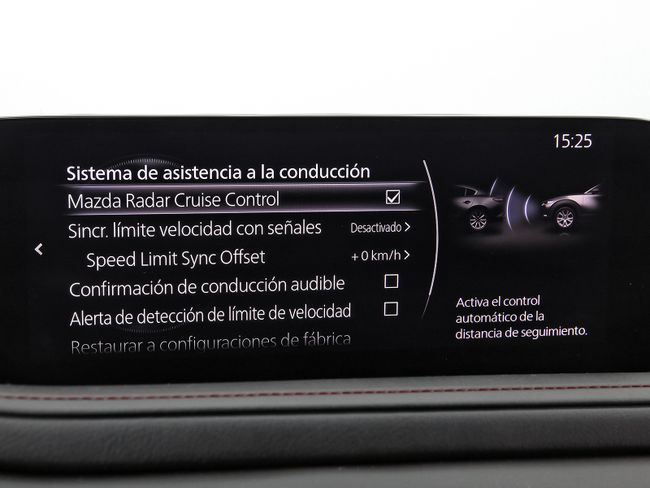 15:25
Sistema de asistencia a la conducción
Mazda Radar Cruise Control
Sincr. límite velocidad con señales Desactivado >
Speed Limit Sync Offset + 0 km/h >
Confirmación de conducción audible
Alerta de detección de límite de velocidad
Restaurar a configuraciones de fábrica
Activa el control
automático de la
distancia de seguimiento.